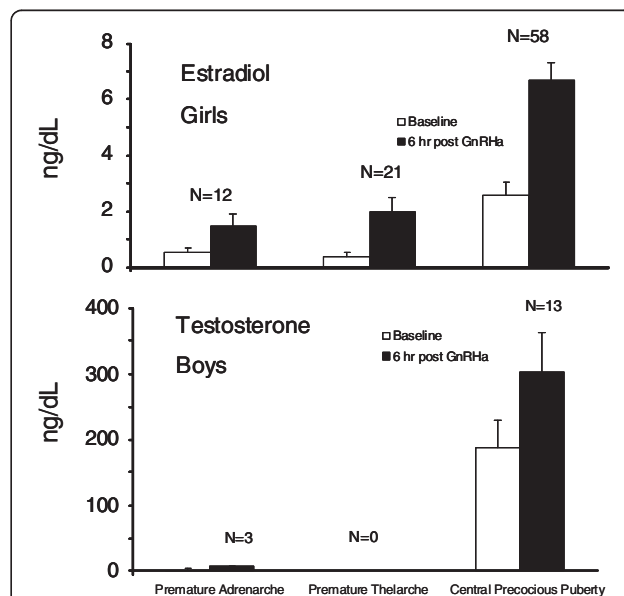 8
N=58
Estradiol
6
Girls
Baseline
6 hr post GnRHa
ng/dL
4
N=21
N=12
2
0
400
Testosterone
N=13
Baseline
300
Boys
6 hr post GnRHa
ng/dL
200
100
N=3
N=0
0
Premature Adrenarche Premature Thelarche Central Precocious Puberty